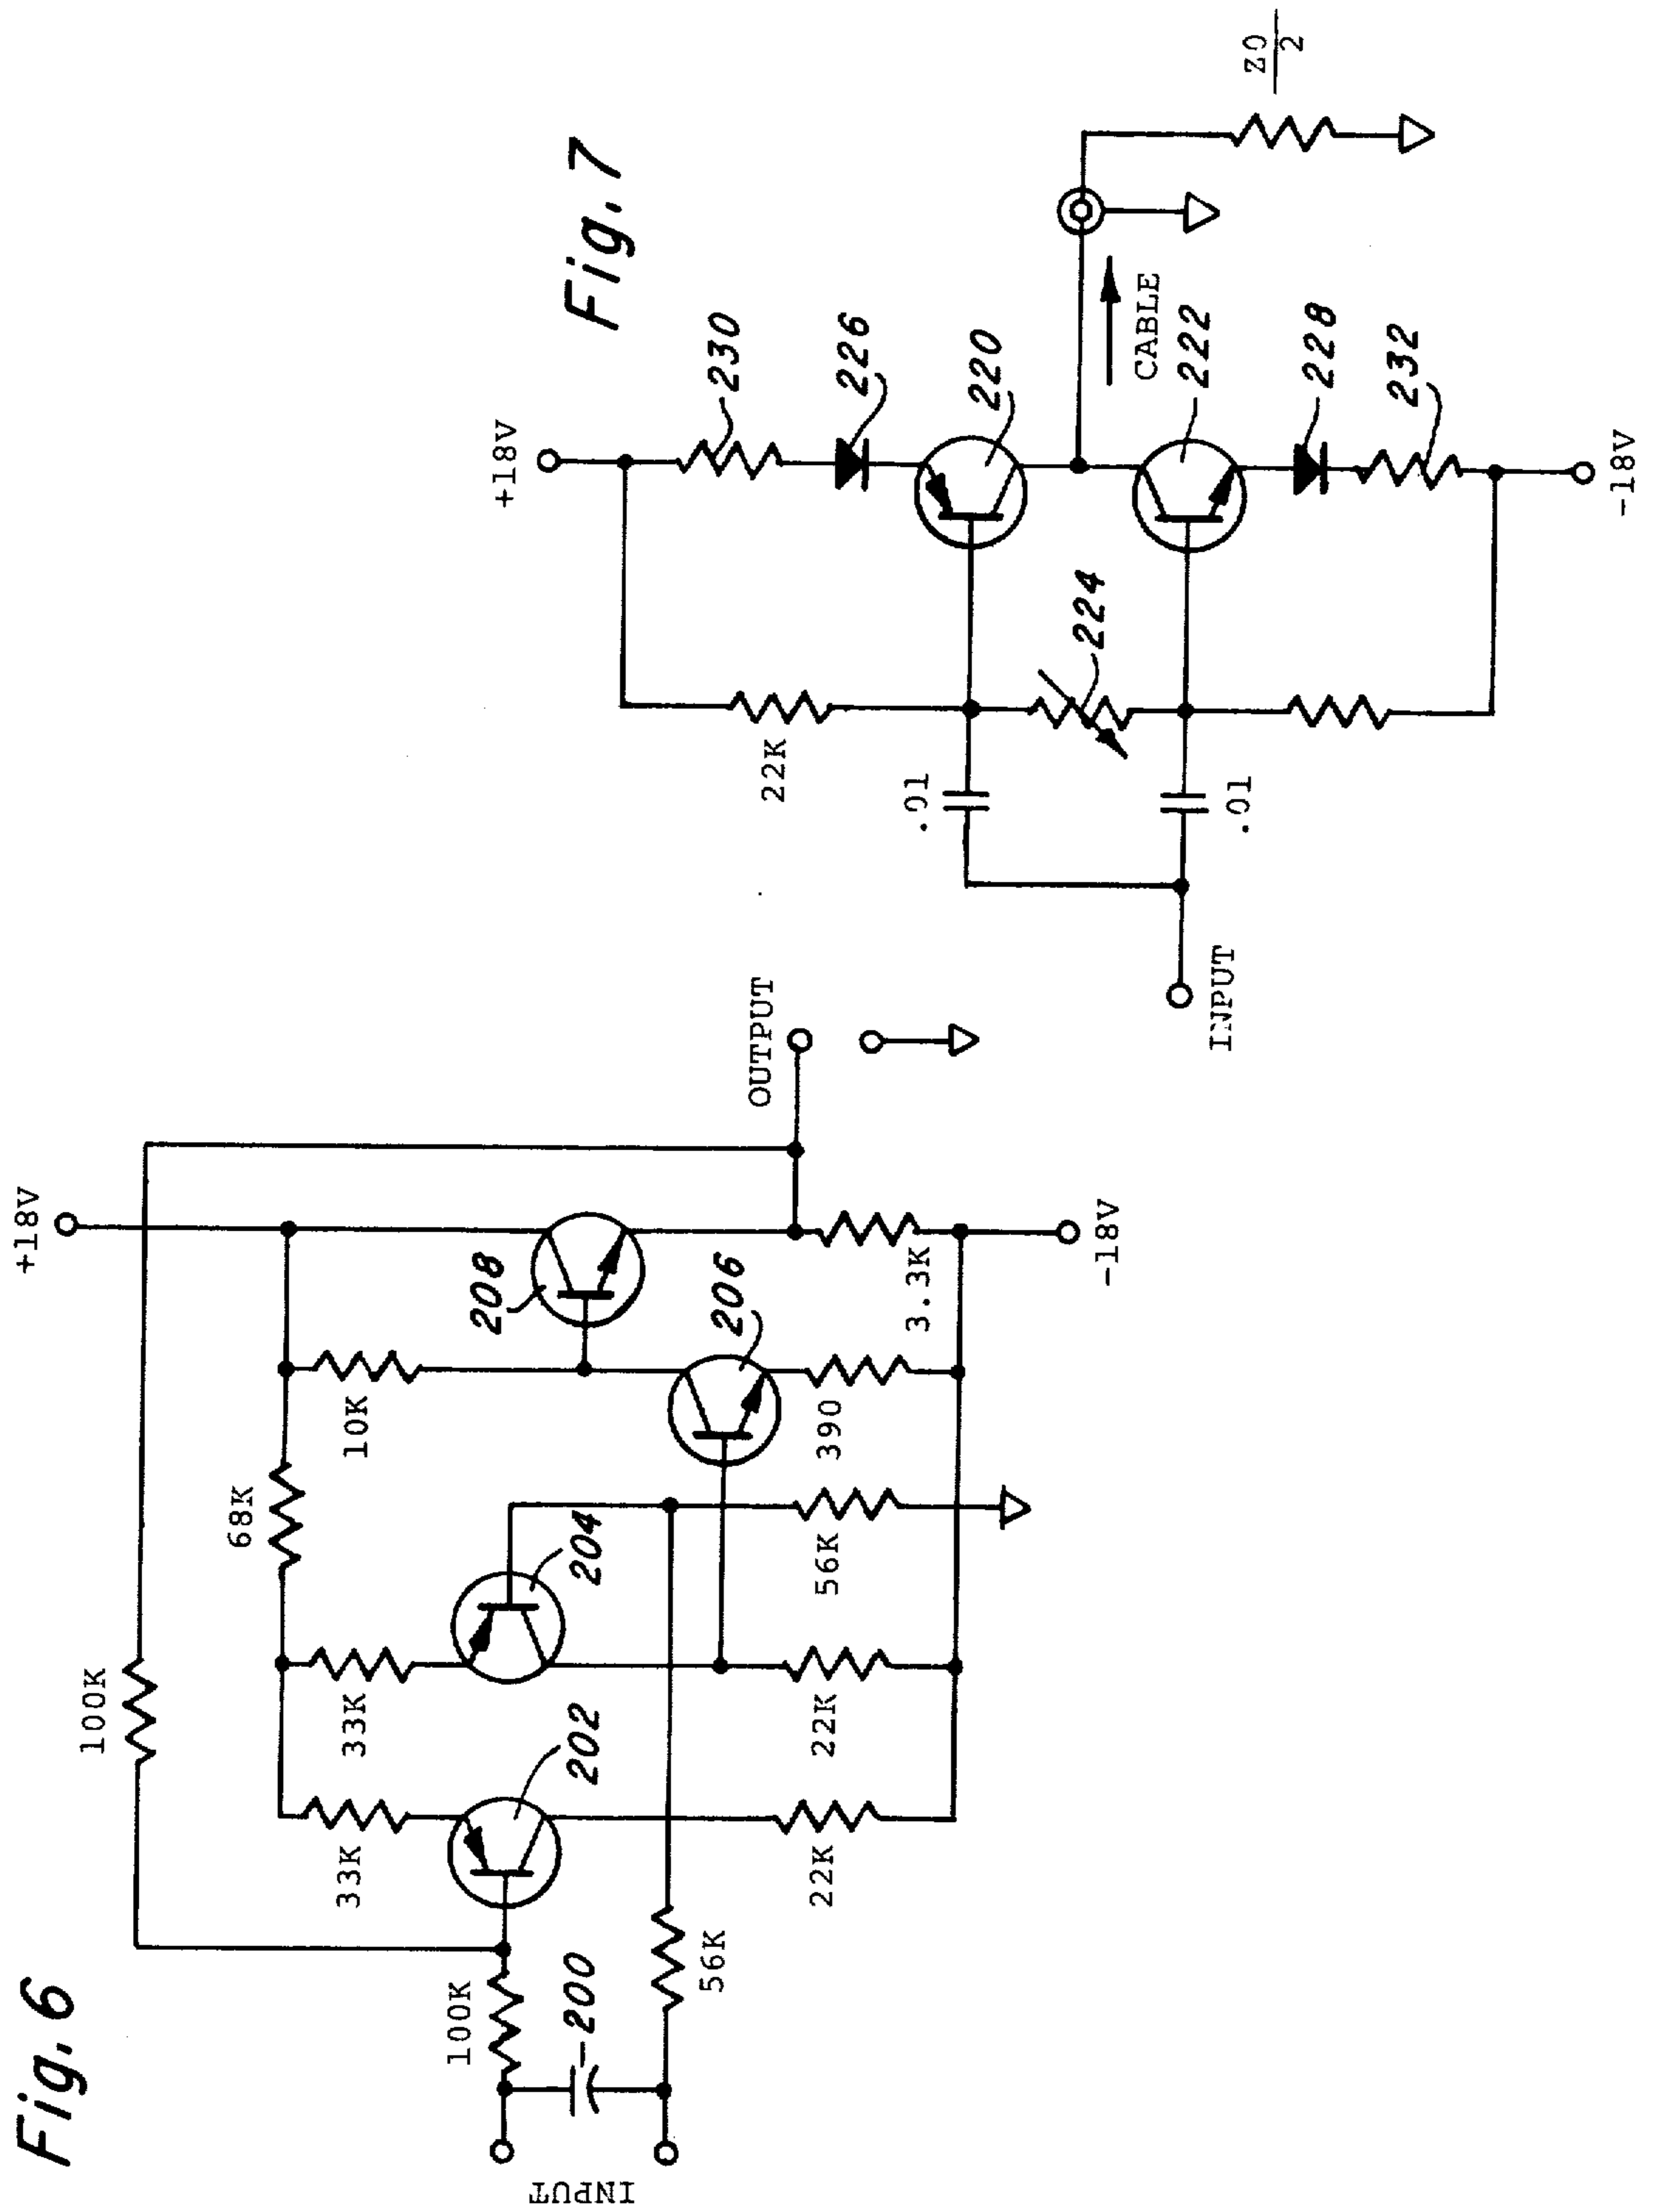 Fig. 6
+18V
100K
68K
10K
208
33K
33K
204
202
206
OUTPUT
INPUT
100K
200
56K
22K
22K
56K
390
3.3K
-18V
Fig. 7
+18V
230
226
22K
220
.01
224
CABLE
ZO
2
222
.01
INPUT
228
232
-18V